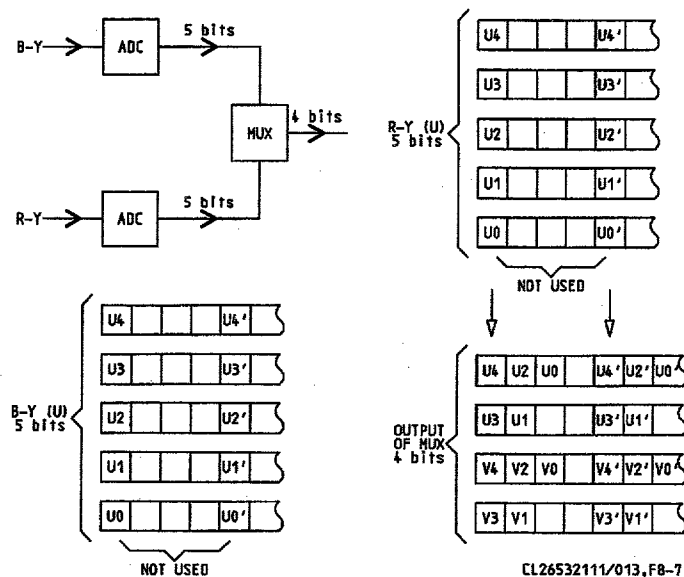 B-Y
ADC
5 bits
MUX
4 bits
R-Y
ADC
5 bits
R-Y (U)
5 bits
U4 U4'
U3 U3'
U2 U2'
U1 U1'
U0 U0'
NOT USED
B-Y (U)
5 bits
U4 U4'
U3 U3'
U2 U2'
U1 U1'
U0 U0'
NOT USED
OUTPUT
OF MUX
4 bits
U4 U2 U0 U4' U2' U0'
U3 U1 U3' U1'
V4 V2 V0 V4' V2' V0'
V3 V1 V3' V1'
CL26532111/013,F8-7